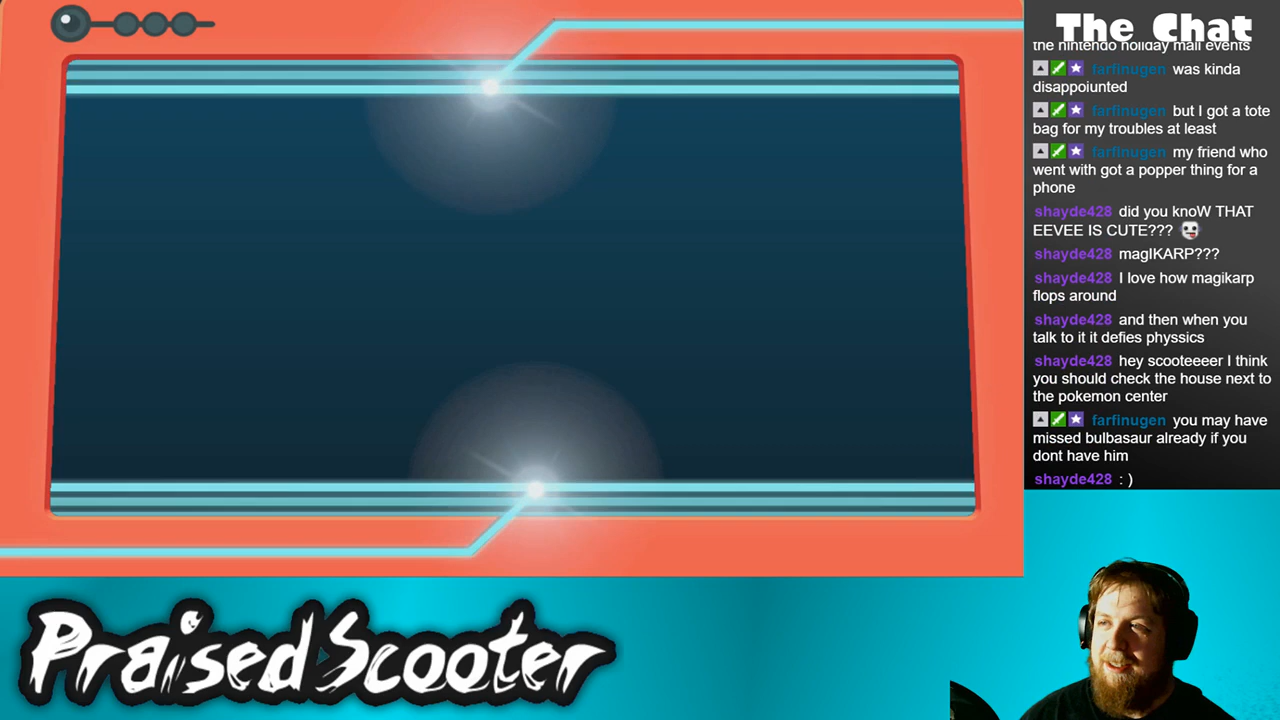 The Chat
the nintendo holiday mall events
farfinugen was kinda
disappoiunted
farfinugen but I got a tote
bag for my troubles at least
farfinugen my friend who
went with got a popper thing for a
phone
shayde428 did you knoW THAT
EEVEE IS CUTE???
shayde428 magIKARP???
shayde428 I love how magikarp
flops around
shayde428 and then when you
talk to it it defies physsics
shayde428 hey scooteeeer I think
you should check the house next to
the pokemon center
farfinugen you may have
missed bulbasaur already if you
dont have him
shayde428 : )
PraisedScooter